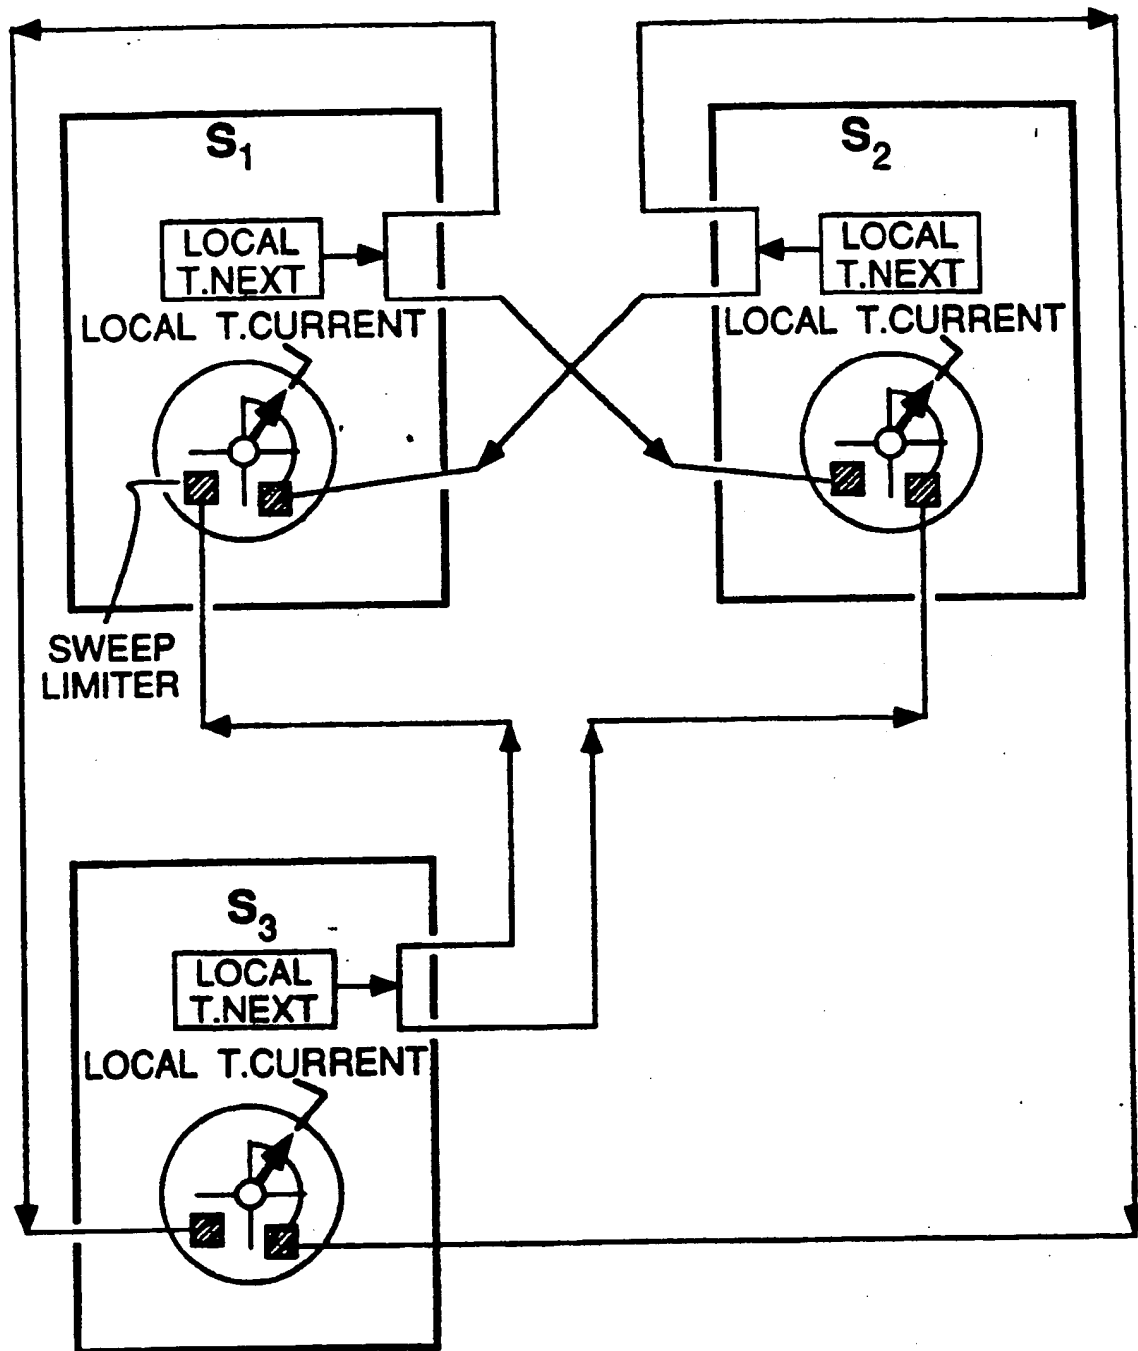 S1
LOCAL
T.NEXT
LOCAL T.CURRENT
SWEEP
LIMITER
S2
LOCAL
T.NEXT
LOCAL T.CURRENT
S3
LOCAL
T.NEXT
LOCAL T.CURRENT